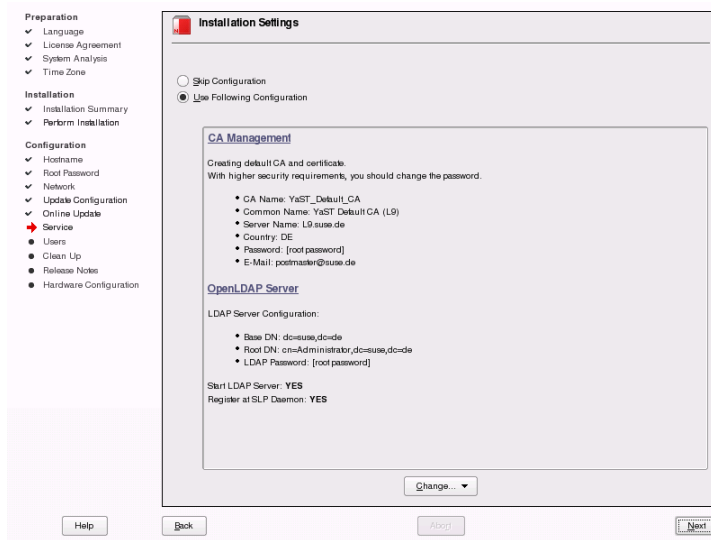 Preparation
Language
License Agreement
System Analysis
Time Zone
Installation
Installation Summary
Perform Installation
Configuration
Hostname
Root Password
Network
Update Configuration
Online Update
Service
Users
Clean Up
Release Notes
Hardware Configuration
Installation Settings
Skip Configuration
Use Following Configuration
CA Management
Creating default CA and certificate.
With higher security requirements, you should change the password.
CA Name: YaST_Default_CA
Common Name: YaST Default CA (L9)
Server Name: L9.suse.de
Country: DE
Password: [root password]
E-Mail: postmaster@suse.de
OpenLDAP Server
LDAP Server Configuration:
Base DN: dc=suse,dc=de
Root DN: cn=Administrator,dc=suse,dc=de
LDAP Password: [root password]
Start LDAP Server: YES
Register at SLP Daemon: YES
Change...
Help
Back
Abort
Next